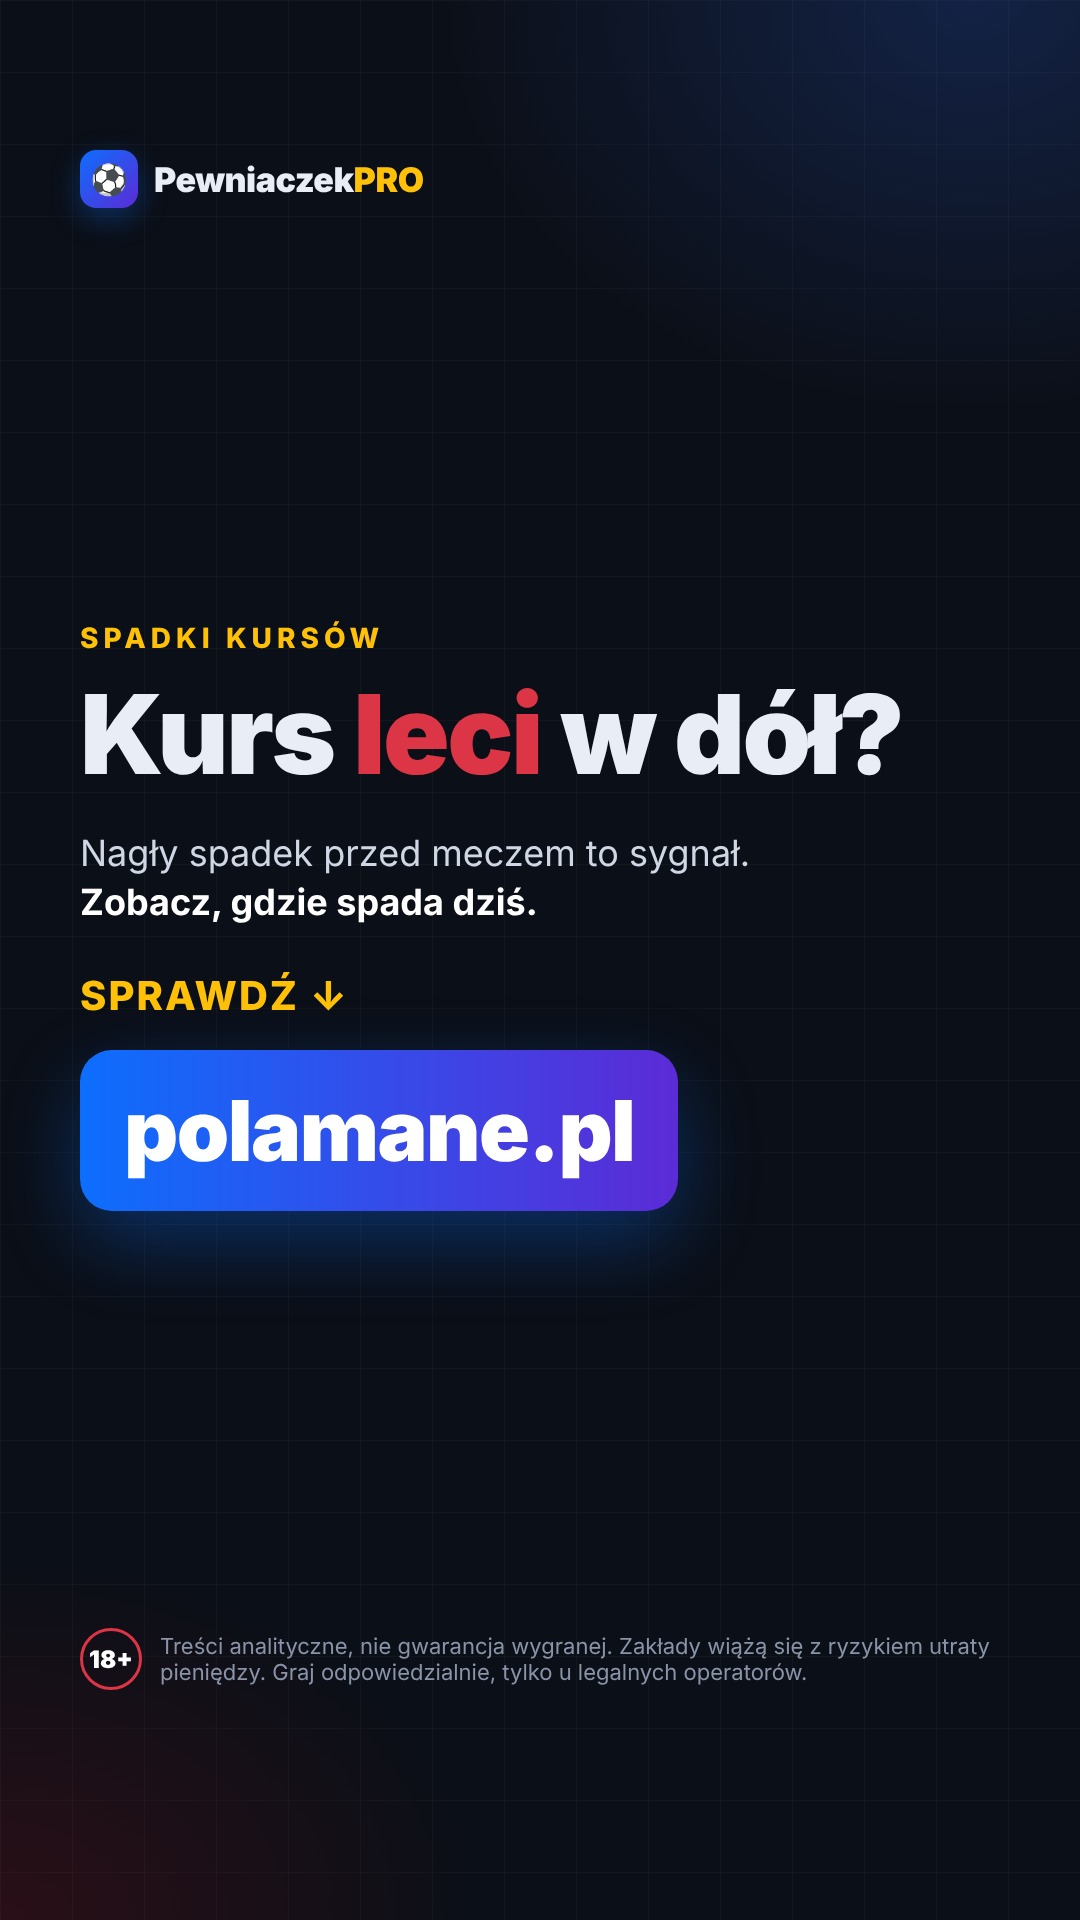 PewniaczekPRO
SPADKI KURSÓW
Kurs leci w dół?
Nagły spadek przed meczem to sygnał.
Zobacz, gdzie spada dziś.
SPRAWDŹ ↓
polamane.pl
18+
Treści analityczne, nie gwarancja wygranej. Zakłady wiążą się z ryzykiem utraty
pieniędzy. Graj odpowiedzialnie, tylko u legalnych operatorów.